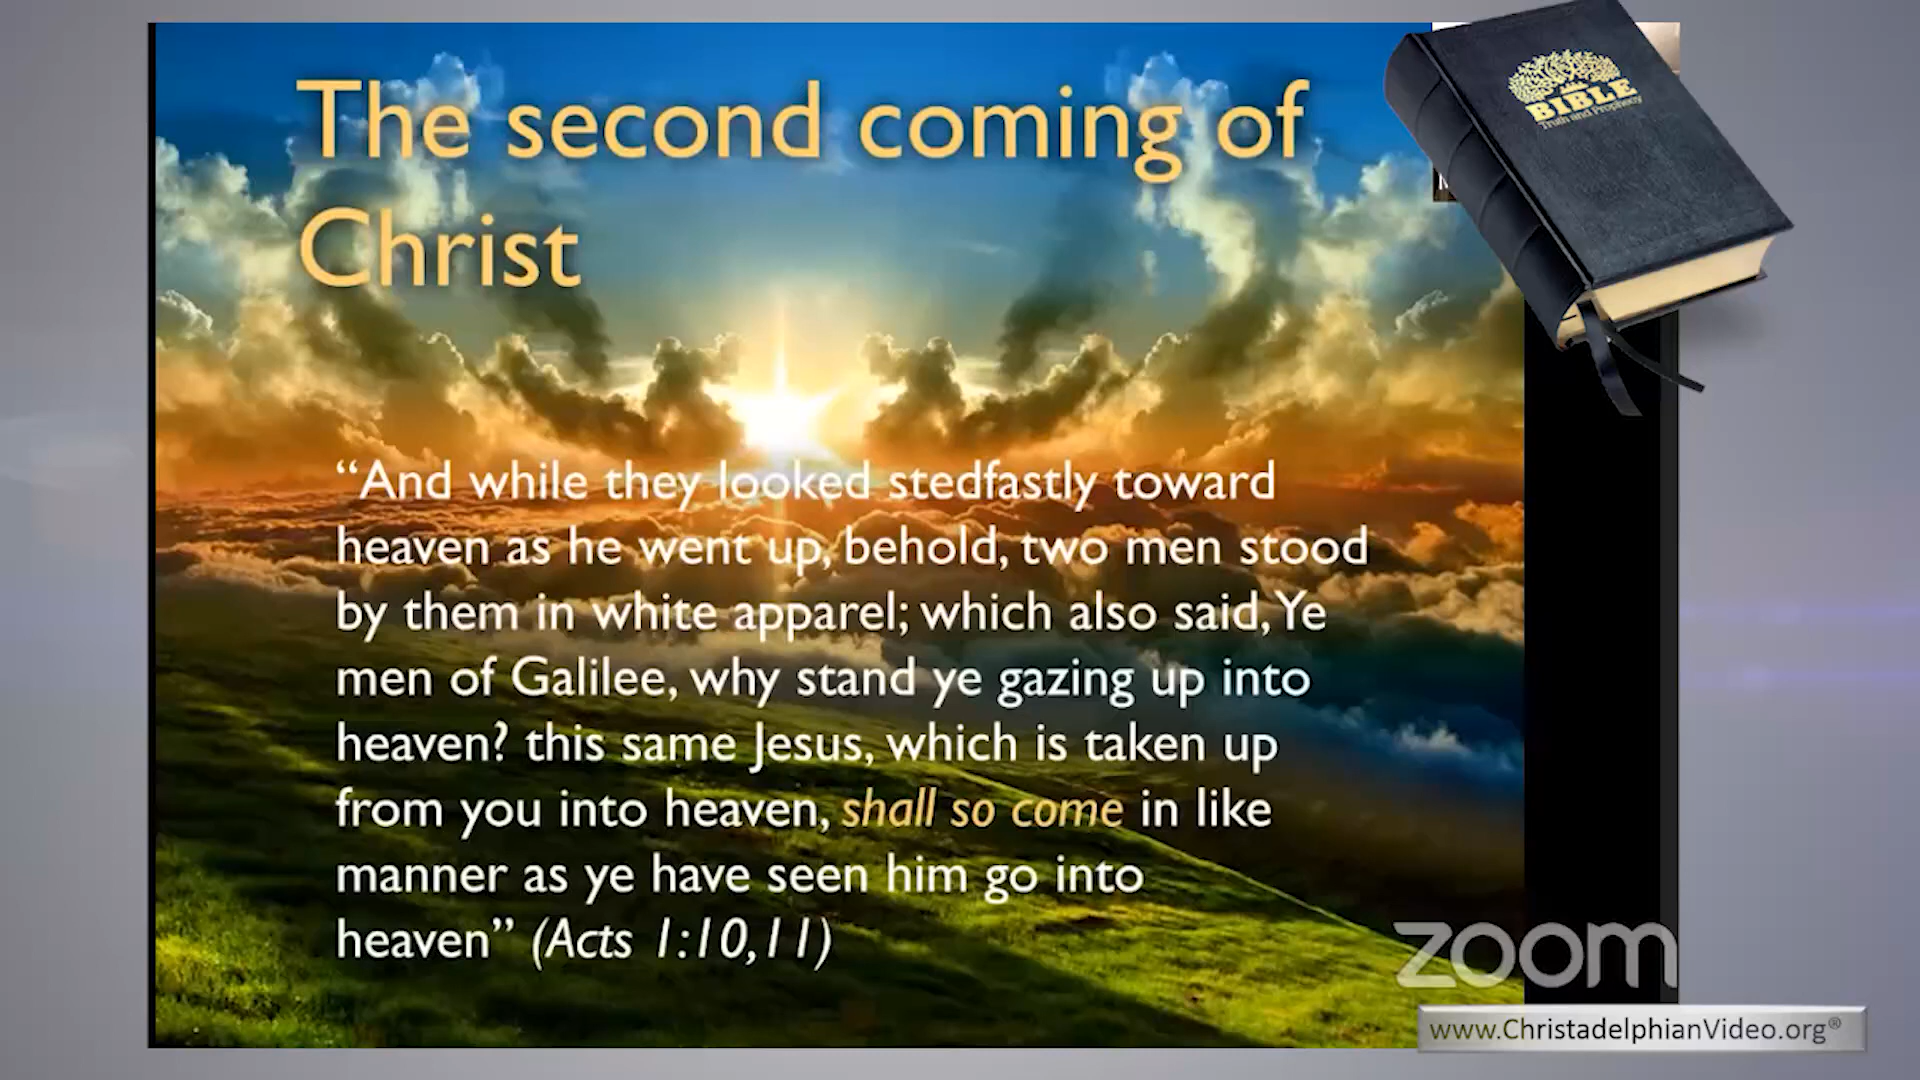 The second coming of
Christ
BIBLE
Truth and Prophecy
“And while they looked stedfastly toward
heaven as he went up, behold, two men stood
by them in white apparel; which also said, Ye
men of Galilee, why stand ye gazing up into
heaven? this same Jesus, which is taken up
from you into heaven, shall so come in like
manner as ye have seen him go into
heaven” (Acts 1:10,11)
zoom
www.ChristadelphianVideo.org®